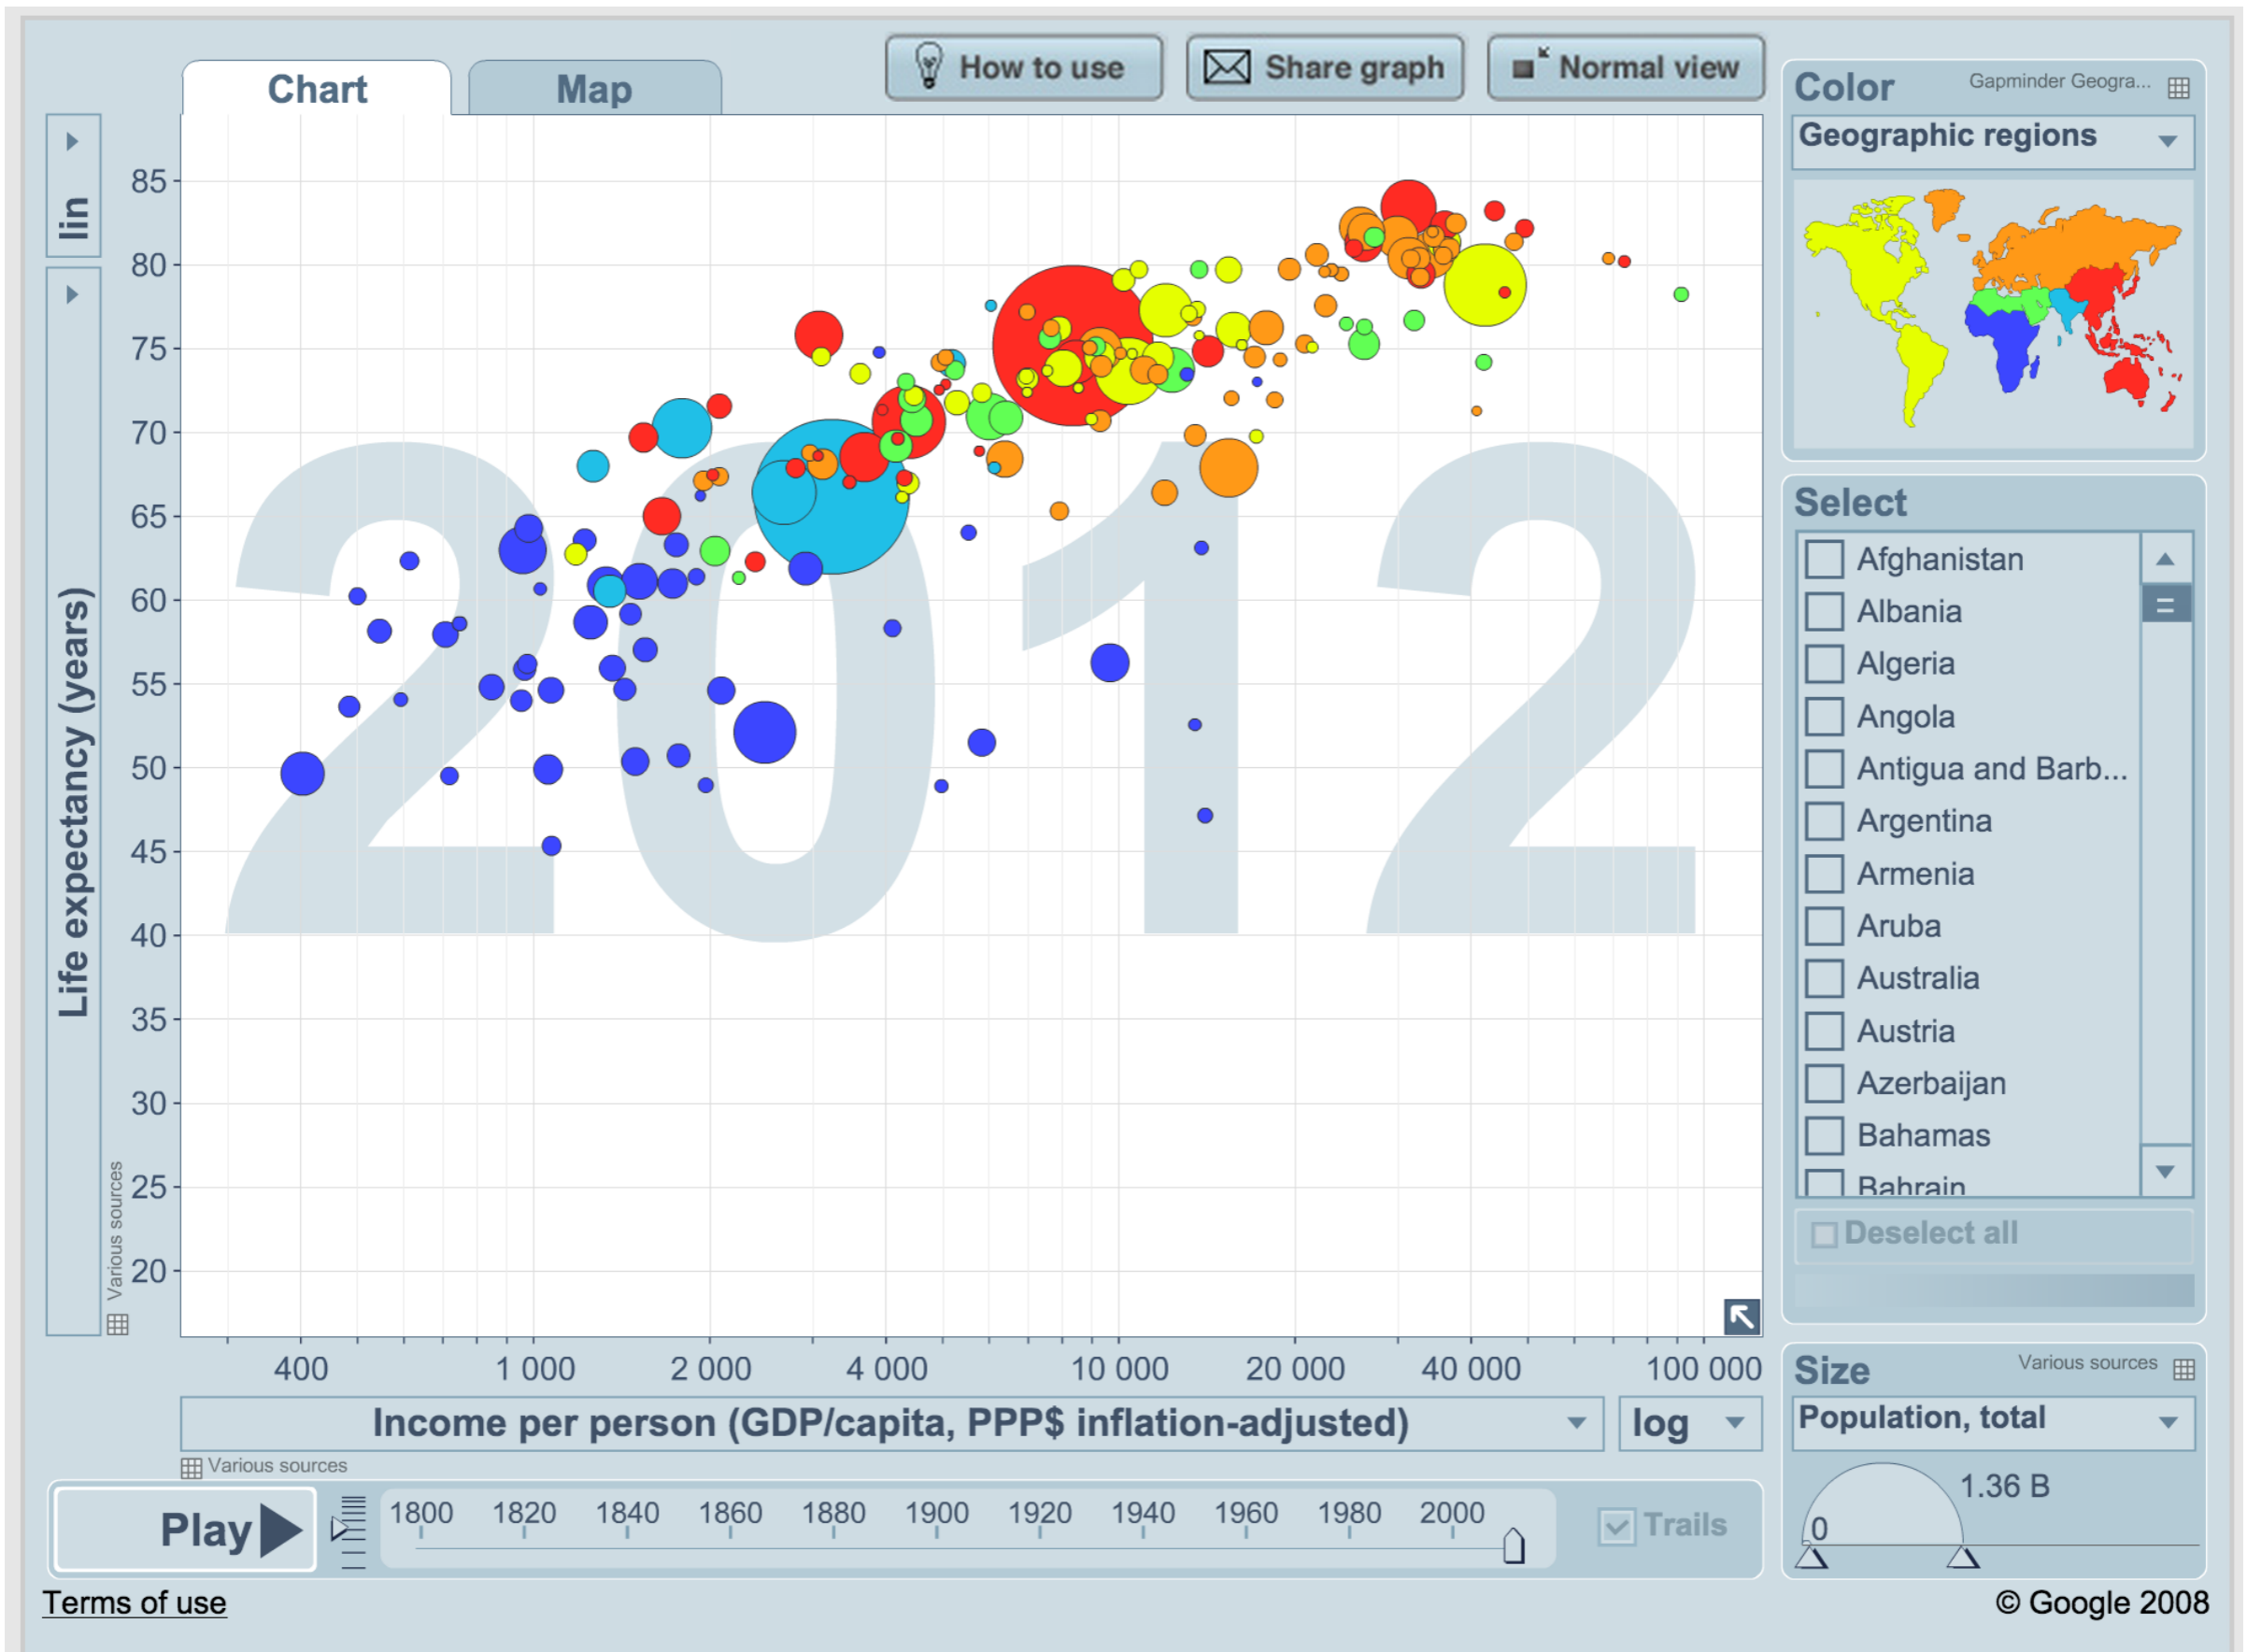 How to use
Share graph
Normal view
Chart
Map
Color
Gapminder Geogra...
Geographic regions
lin
Life expectancy (years)
Various sources
85
80
75
70
65
60
55
50
45
40
35
30
25
20
2012
400
1 000
2 000
4 000
10 000
20 000
40 000
100 000
Income per person (GDP/capita, PPP$ inflation-adjusted)
log
Various sources
Select
Afghanistan
Albania
Algeria
Angola
Antigua and Barb...
Argentina
Armenia
Aruba
Australia
Austria
Azerbaijan
Bahamas
Bahrain
Deselect all
Size
Various sources
Population, total
1.36 B
0
Play
1800
1820
1840
1860
1880
1900
1920
1940
1960
1980
2000
Trails
Terms of use
© Google 2008